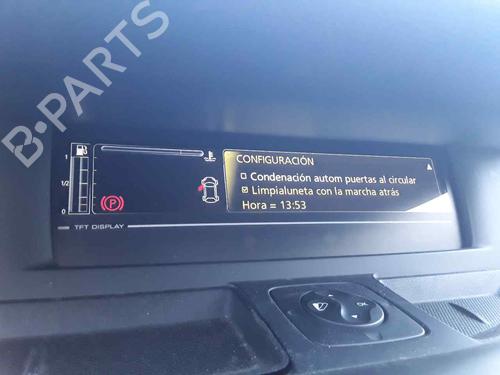 B-PARTS
CONFIGURACIÓN
Condenación autom puertas al circular
Limpialuneta con la marcha atrás
Hora = 13:53
1
1/2
0
P
TFT DISPLAY
OK